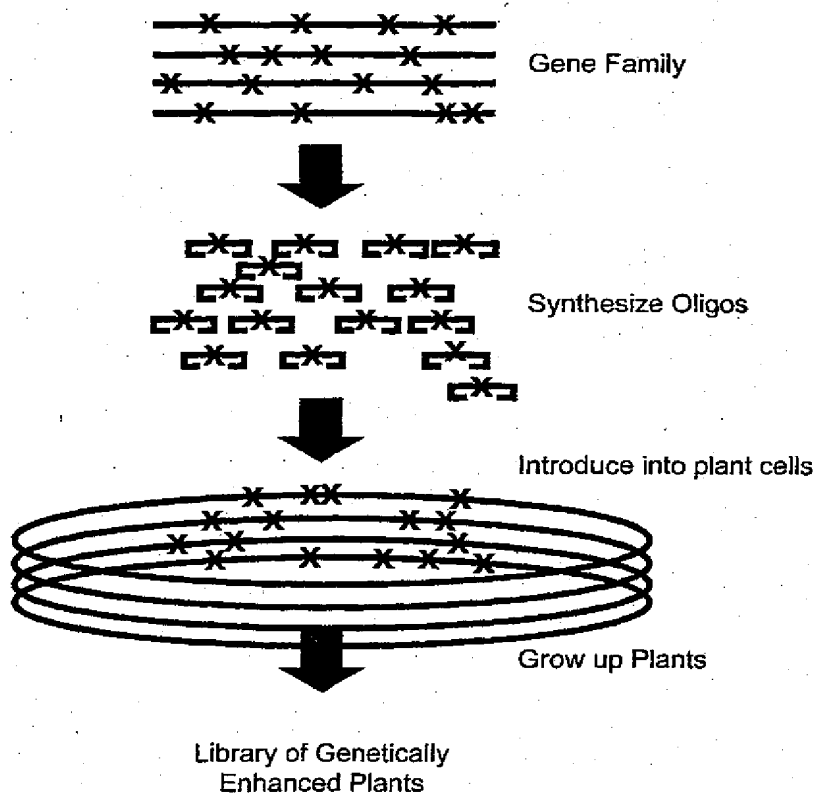 Gene Family
Synthesize Oligos
Introduce into plant cells
Grow up Plants
Library of Genetically
Enhanced Plants